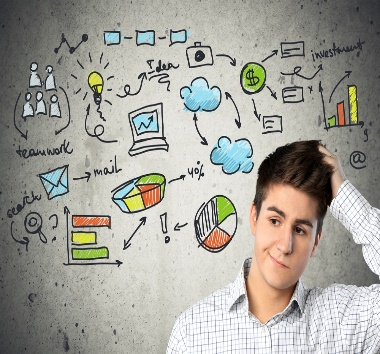 Idea
$
investment
x
y
teamwork
mail
40%
@
search
?
!